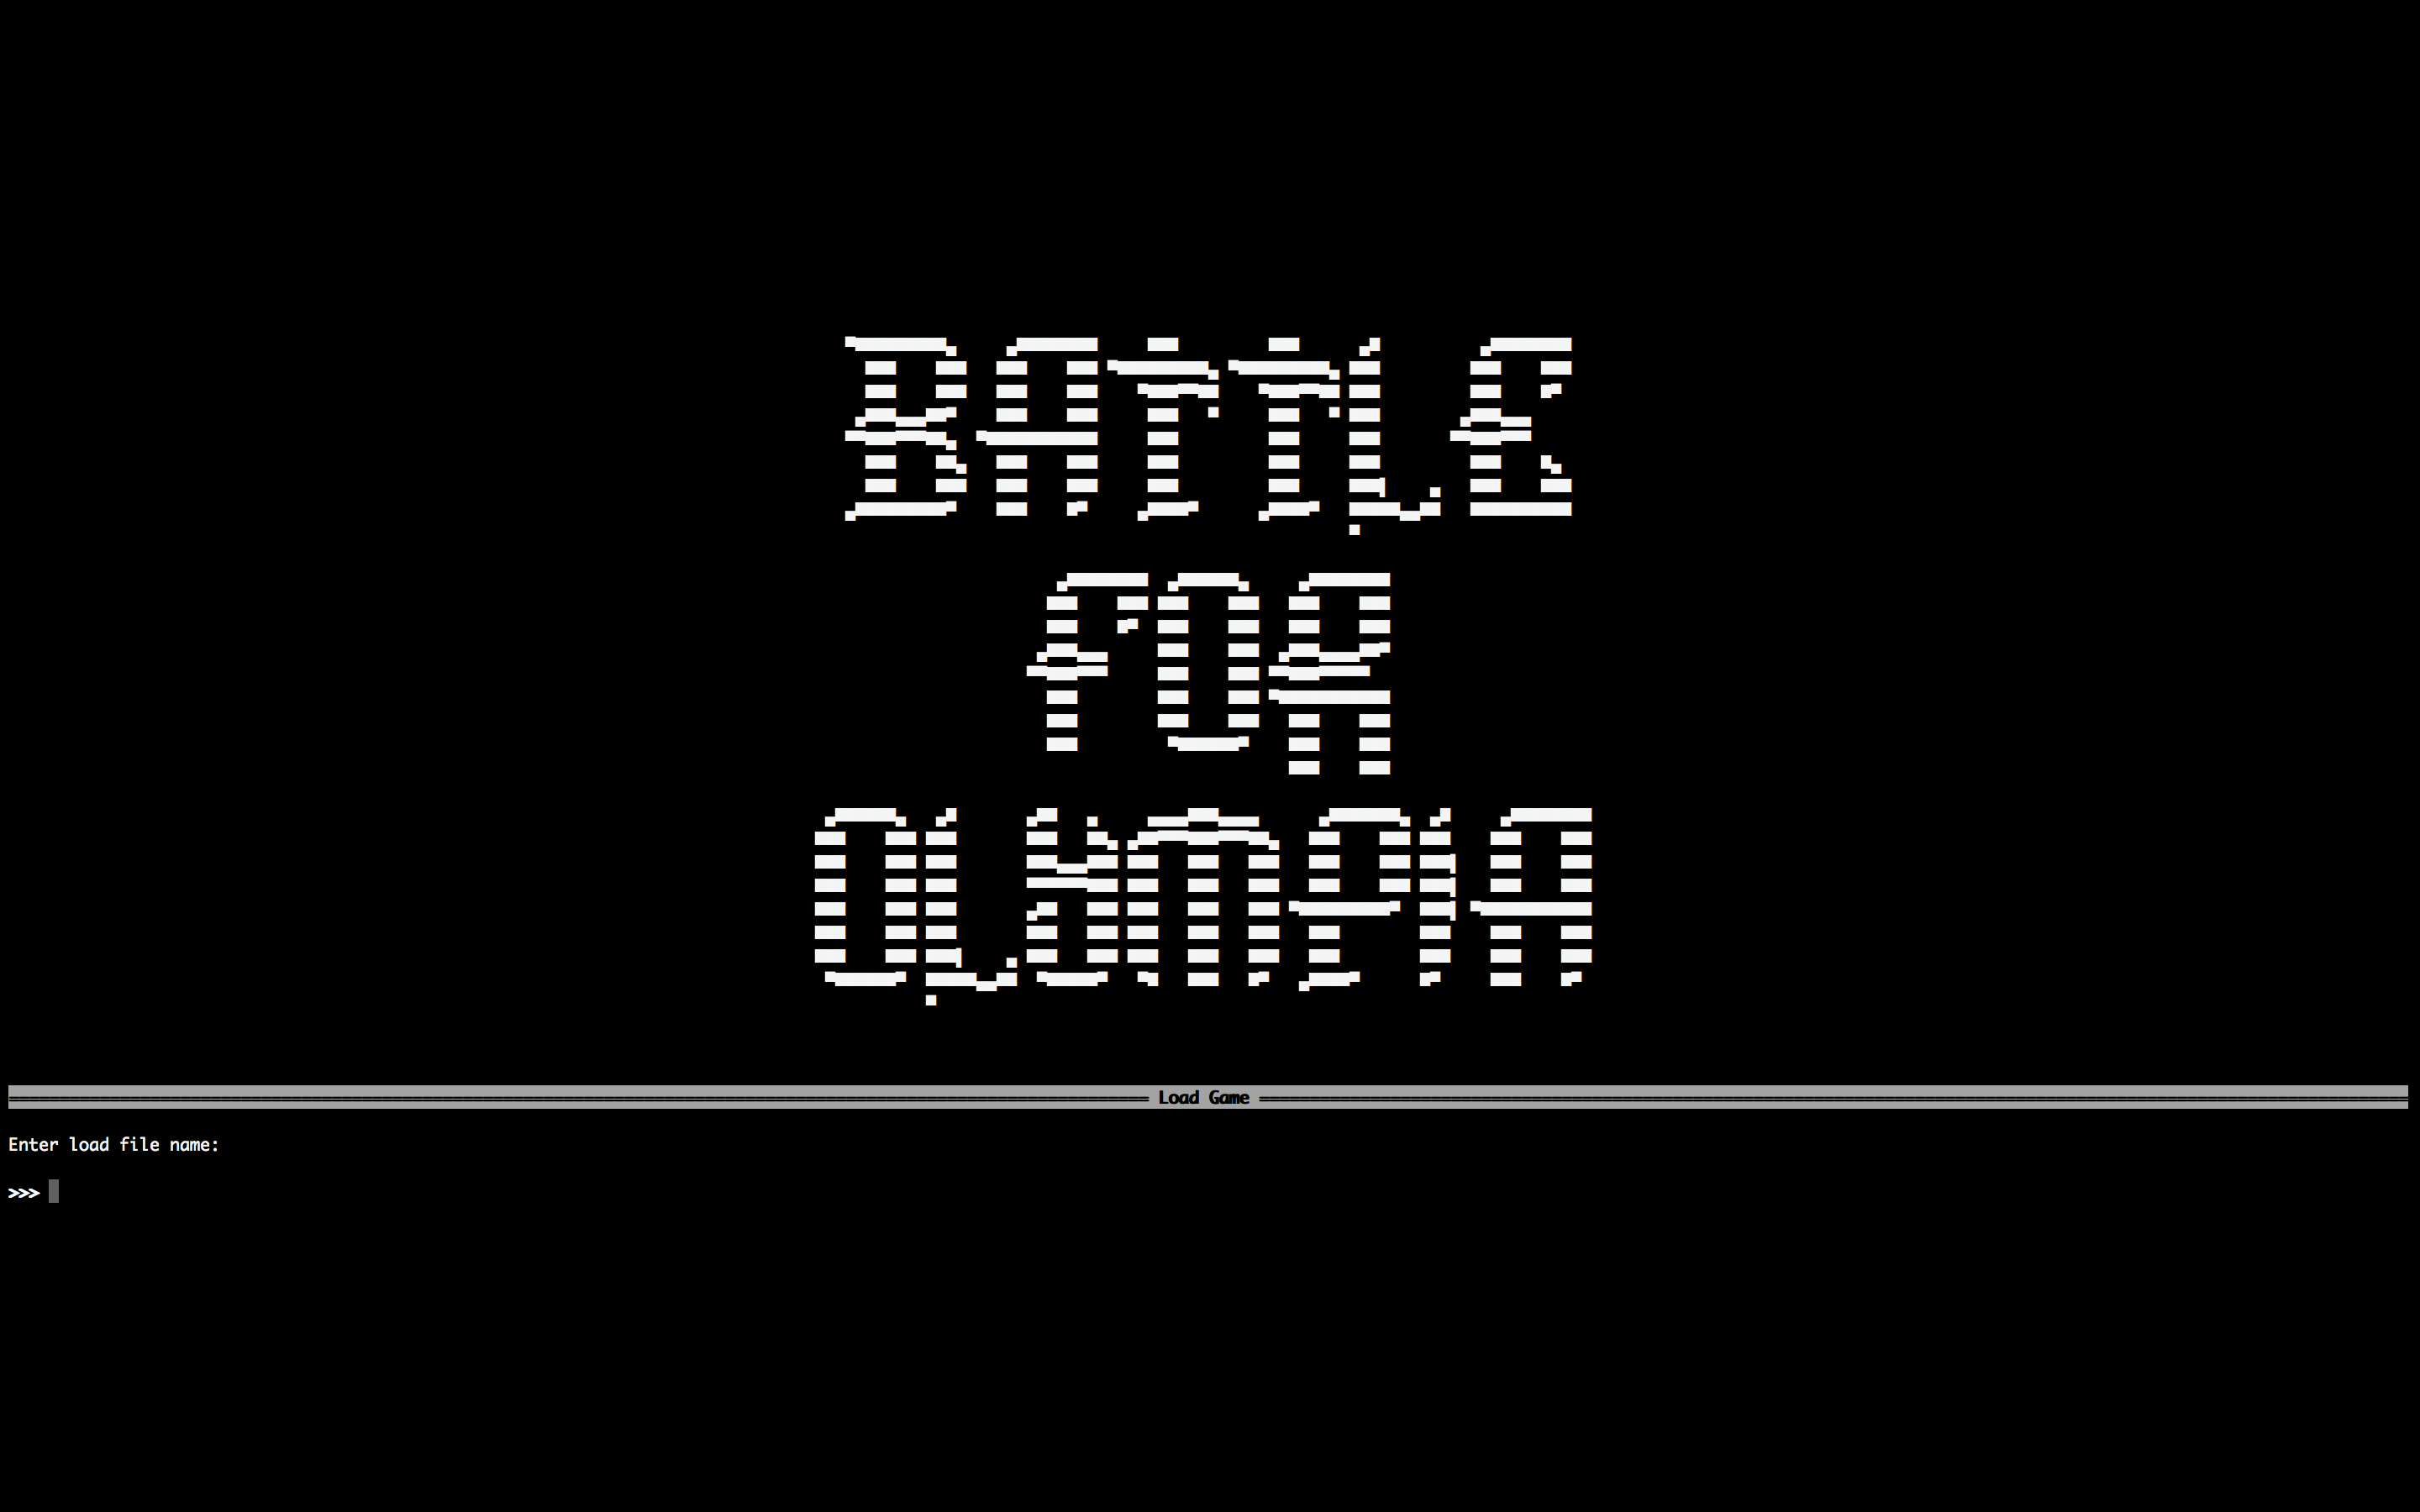 BATTLE
FOR
OLYMPIA
Load Game
Enter load file name:
>>>